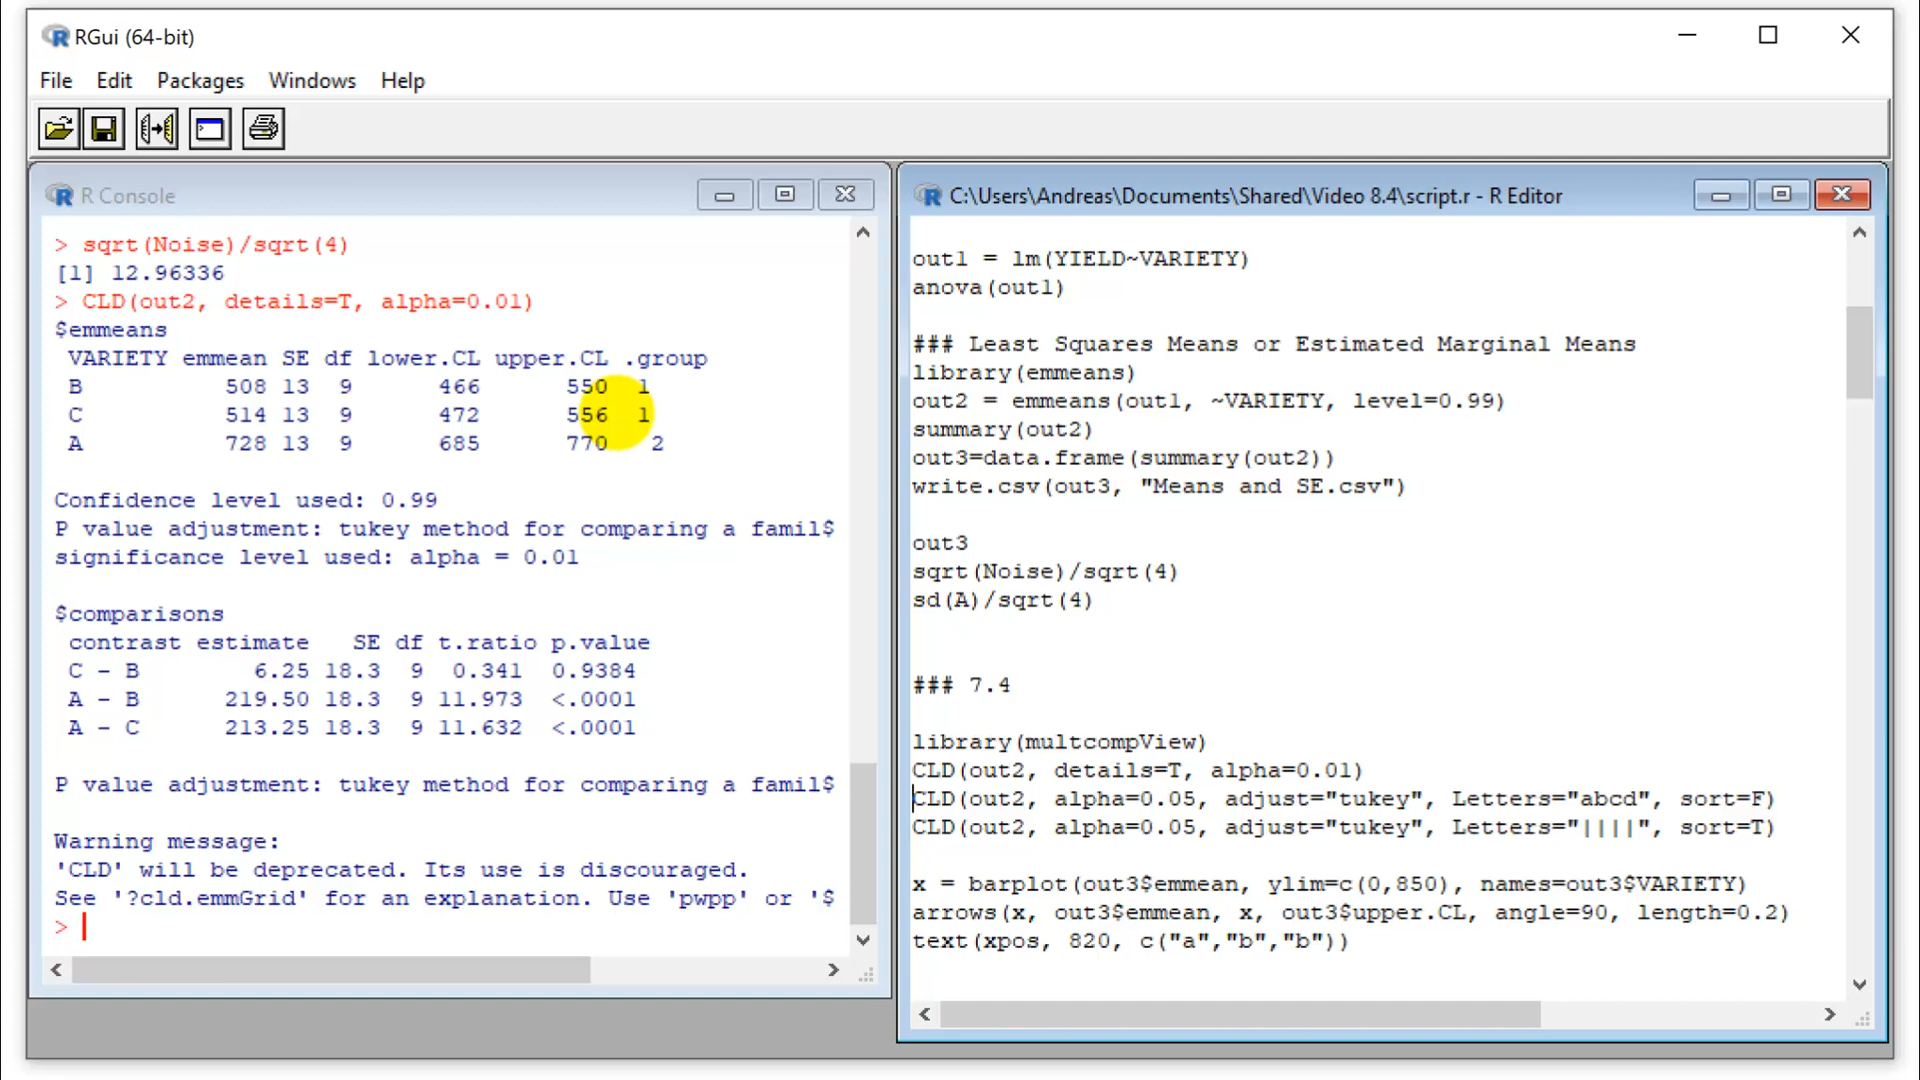 RGui (64-bit)
File Edit Packages Windows Help
R Console
> sqrt(Noise)/sqrt(4)
[1] 12.96336
> CLD(out2, details=T, alpha=0.01)
$emmeans
VARIETY emmean SE df lower.CL upper.CL .group
B 508 13 9 466 550 1
C 514 13 9 472 556 1
A 728 13 9 685 770 2
Confidence level used: 0.99
P value adjustment: tukey method for comparing a famil$
significance level used: alpha = 0.01
$comparisons
contrast estimate SE df t.ratio p.value
C - B 6.25 18.3 9 0.341 0.9384
A - B 219.50 18.3 9 11.973 <.0001
A - C 213.25 18.3 9 11.632 <.0001
P value adjustment: tukey method for comparing a famil$
Warning message:
'CLD' will be deprecated. Its use is discouraged.
See '?cld.emmGrid' for an explanation. Use 'pwpp' or '$
>
C:\Users\Andreas\Documents\Shared\Video 8.4\script.r - R Editor
out1 = lm(YIELD~VARIETY)
anova(out1)
### Least Squares Means or Estimated Marginal Means
library(emmeans)
out2 = emmeans(out1, ~VARIETY, level=0.99)
summary(out2)
out3=data.frame(summary(out2))
write.csv(out3, "Means and SE.csv")
out3
sqrt(Noise)/sqrt(4)
sd(A)/sqrt(4)
### 7.4
library(multcompView)
CLD(out2, details=T, alpha=0.01)
CLD(out2, alpha=0.05, adjust="tukey", Letters="abcd", sort=F)
CLD(out2, alpha=0.05, adjust="tukey", Letters="||||", sort=T)
x = barplot(out3$emmean, ylim=c(0,850), names=out3$VARIETY)
arrows(x, out3$emmean, x, out3$upper.CL, angle=90, length=0.2)
text(xpos, 820, c("a","b","b"))